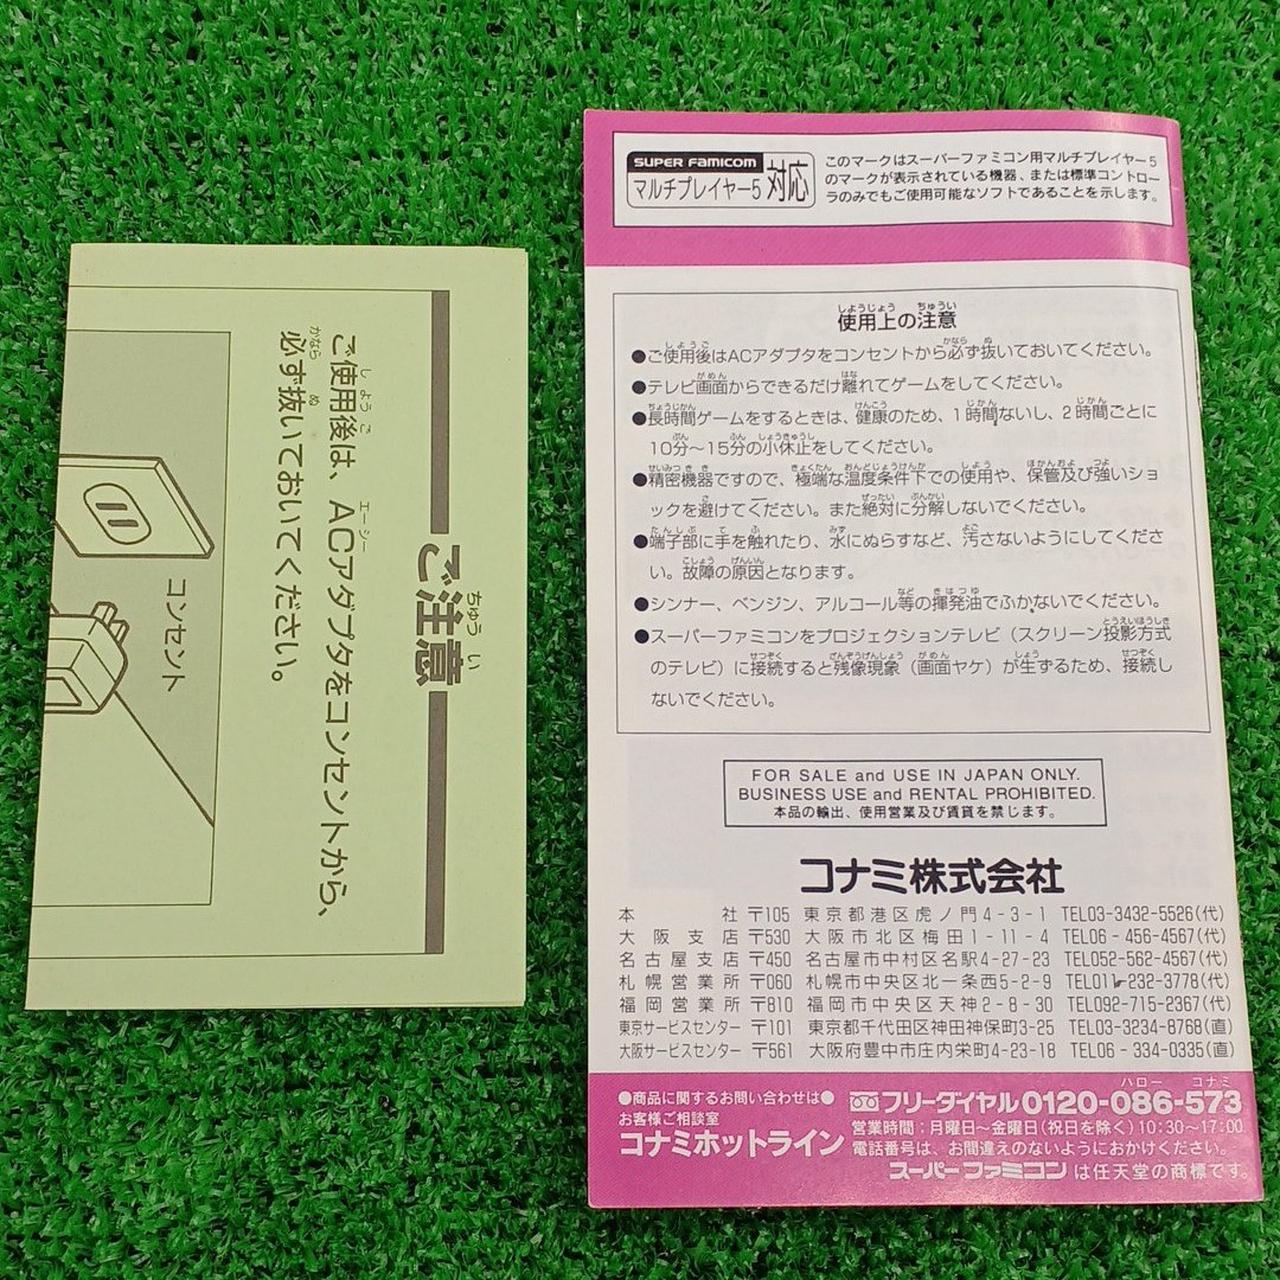 ご注意
ご使用後は、ACアダプタをコンセントから、
必ず抜いておいてください。
コンセント
SUPER FAMICOM
マルチプレイヤー5 対応
このマークはスーパーファミコン用マルチプレイヤー5
のマークが表示されている機器、または標準コントロー
ラのみでもご使用可能なソフトであることを示します。
使用上の注意
●ご使用後はACアダプタをコンセントから必ず抜いておいてください。
●テレビ画面からできるだけ離れてゲームをしてください。
●長時間ゲームをするときは、健康のため、1時間ないし、2時間ごとに
10分〜15分の小休止をしてください。
●精密機器ですので、極端な温度条件下での使用や、保管及び強いショ
ックを避けてください。また絶対に分解しないでください。
●端子部に手を触れたり、水にぬらすなど、汚さないようにしてくださ
い。故障の原因となります。
●シンナー、ベンジン、アルコール等の揮発油でふかないでください。
●スーパーファミコンをプロジェクションテレビ（スクリーン投影方式
のテレビ）に接続すると残像現象（画面ヤケ）が生ずるため、接続し
ないでください。
FOR SALE and USE IN JAPAN ONLY.
BUSINESS USE and RENTAL PROHIBITED.
本品の輸出、使用営業及び賃貸を禁じます。
コナミ株式会社
本社 〒105 東京都港区虎ノ門4-3-1 TEL03-3432-5526(代)
大阪支店 〒530 大阪市北区梅田1-11-4 TEL06-456-4567(代)
名古屋支店 〒450 名古屋市中村区名駅4-27-23 TEL052-562-4567(代)
札幌営業所 〒060 札幌市中央区北一条西5-2-9 TEL011-232-3778(代)
福岡営業所 〒810 福岡市中央区天神2-8-30 TEL092-715-2367(代)
東京サービスセンター 〒101 東京都千代田区神田神保町3-25 TEL03-3234-8768(直)
大阪サービスセンター 〒561 大阪府豊中市庄内栄町4-23-18 TEL06-334-0335(直)
●商品に関するお問い合わせは●
お客様ご相談室
コナミホットライン
ハロー コナミ
フリーダイヤル0120-086-573
営業時間：月曜日〜金曜日(祝日を除く)10:30〜17:00
電話番号は、お間違えのないようにおかけください。
スーパーファミコンは任天堂の商標です。